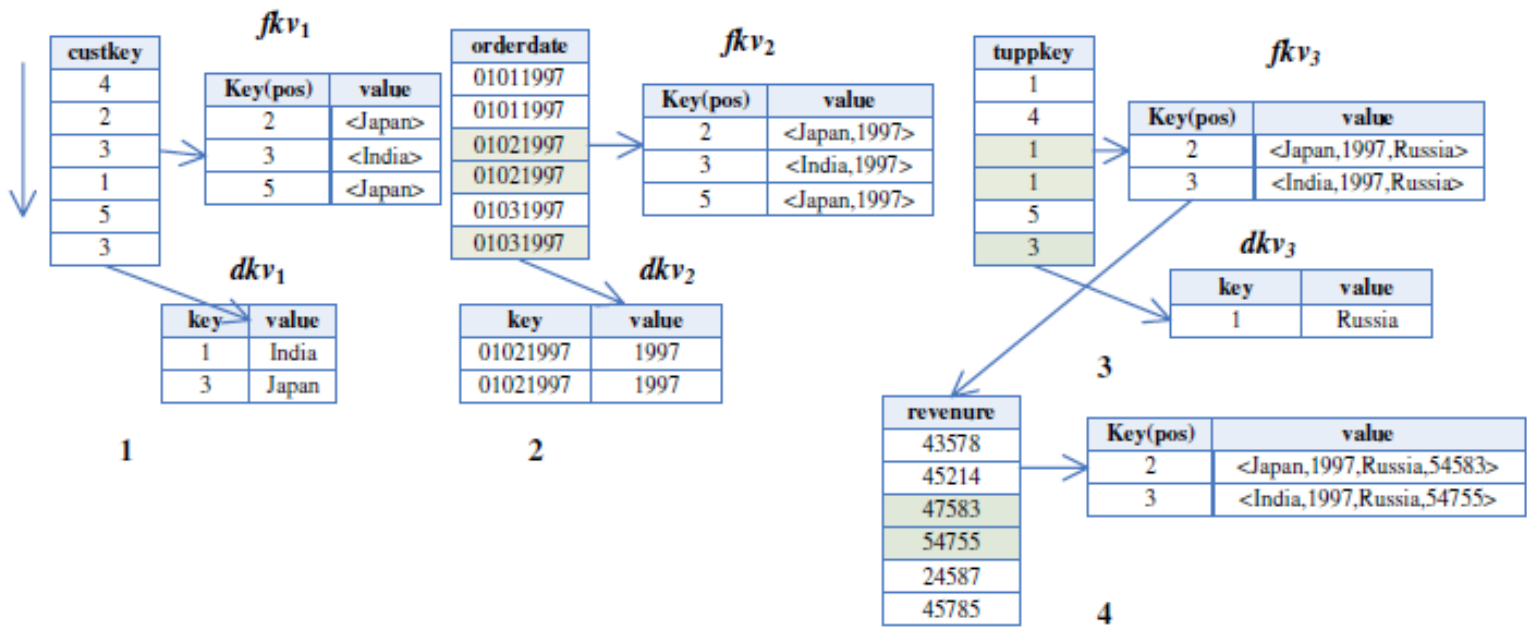 fkv1
custkey
4
2
3
1
5
3
Key(pos) value
2 <Japan>
3 <India>
5 <Japan>
dkv1
key value
1 India
3 Japan
1
fkv2
orderdate
01011997
01011997
01021997
01021997
01031997
01031997
Key(pos) value
2 <Japan,1997>
3 <India,1997>
5 <Japan,1997>
dkv2
key value
01021997 1997
01021997 1997
2
fkv3
tuppkey
1
4
1
1
5
3
Key(pos) value
2 <Japan,1997,Russia>
3 <India,1997,Russia>
dkv3
key value
1 Russia
3
revenure
43578
45214
47583
54755
24587
45785
Key(pos) value
2 <Japan,1997,Russia,54583>
3 <India,1997,Russia,54755>
4